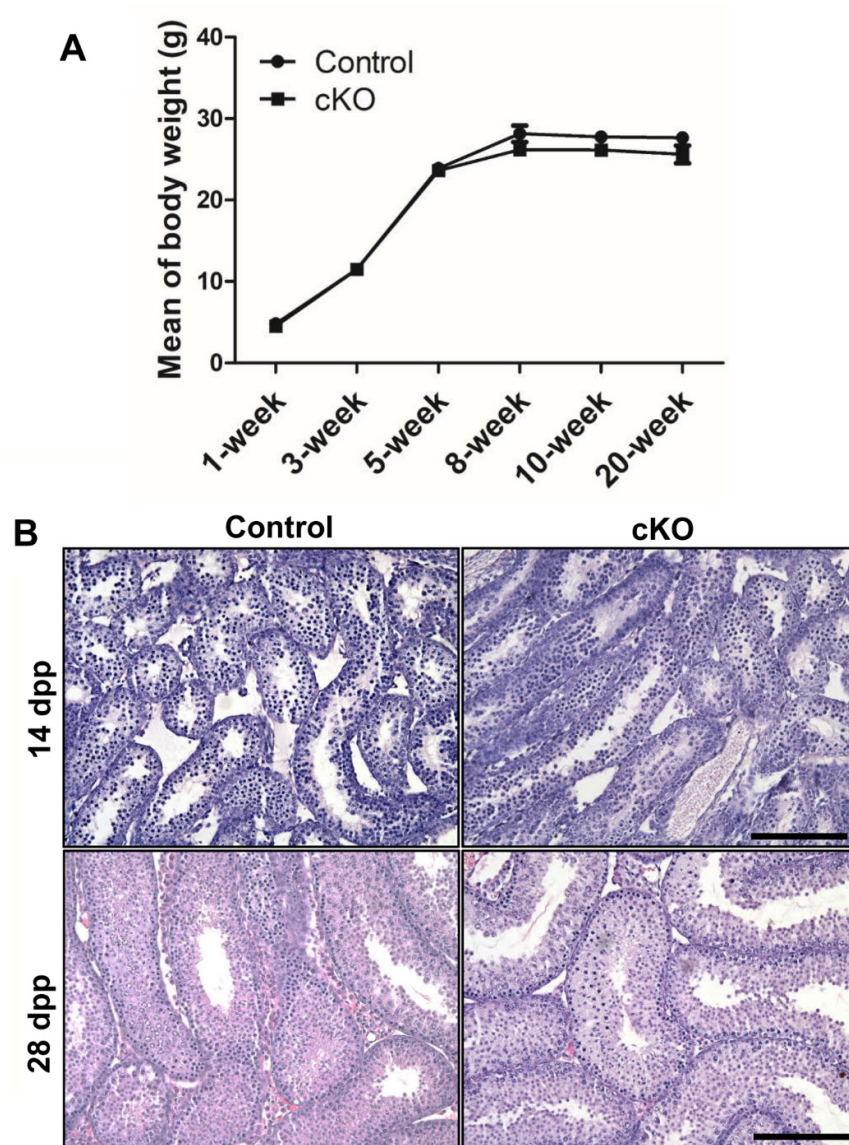 A
Mean of body weight (g)
40
30
20
10
0
Control
cKO
1-week
3-week
5-week
8-week
10-week
20-week
B
Control
cKO
14 dpp
28 dpp